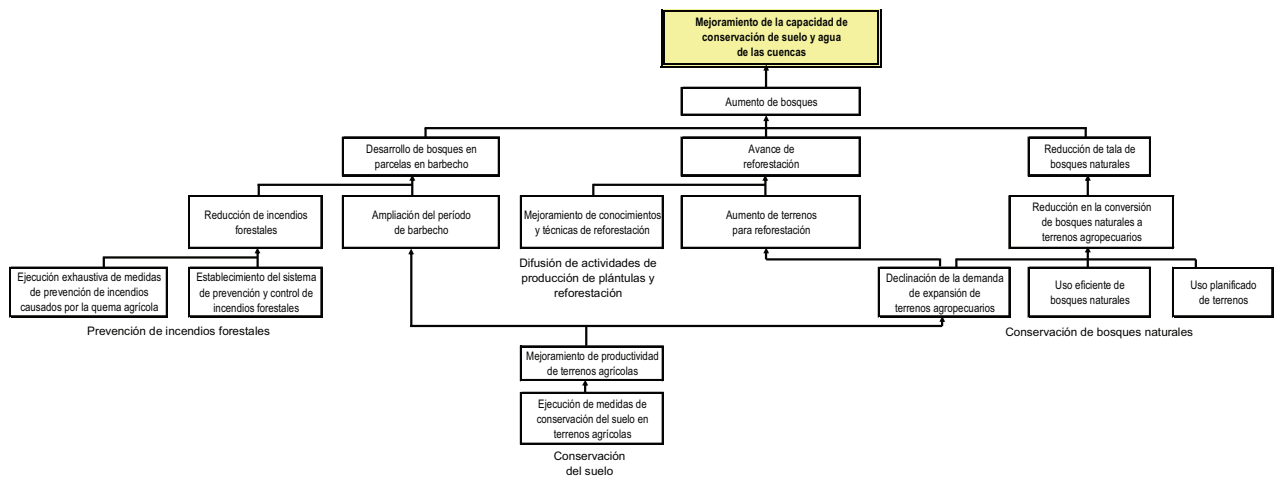 Mejoramiento de la capacidad de
conservación de suelo y agua
de las cuencas
Aumento de bosques
Desarrollo de bosques en
parcelas en barbecho
Avance de
reforestación
Reducción de tala de
bosques naturales
Reducción de incendios
forestales
Ampliación del período
de barbecho
Mejoramiento de conocimientos
y técnicas de reforestación
Aumento de terrenos
para reforestación
Reducción en la conversión
de bosques naturales a
terrenos agropecuarios
Difusión de actividades de
producción de plántulas y
reforestación
Ejecución exhaustiva de medidas
de prevención de incendios
causados por la quema agrícola
Establecimiento del sistema
de prevención y control de
incendios forestales
Declinación de la demanda
de expansión de
terrenos agropecuarios
Uso eficiente de
bosques naturales
Uso planificado
de terrenos
Prevención de incendios forestales
Conservación de bosques naturales
Mejoramiento de productividad
de terrenos agrícolas
Ejecución de medidas de
conservación del suelo en
terrenos agrícolas
Conservación
del suelo